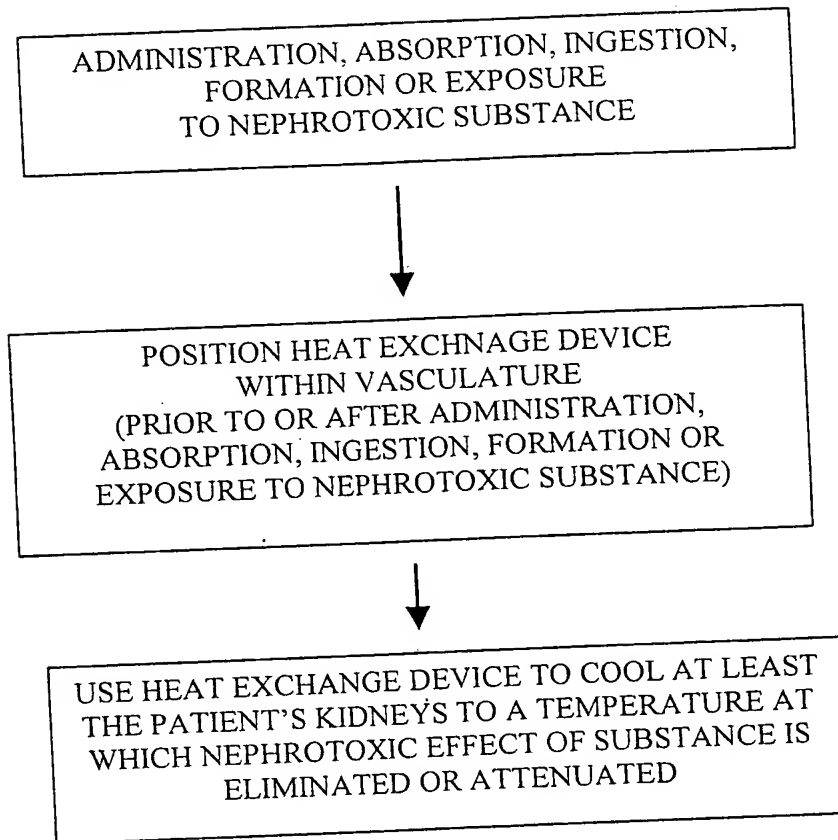 ADMINISTRATION, ABSORPTION, INGESTION,
FORMATION OR EXPOSURE
TO NEPHROTOXIC SUBSTANCE
POSITION HEAT EXCHNAGE DEVICE
WITHIN VASCULATURE
(PRIOR TO OR AFTER ADMINISTRATION,
ABSORPTION, INGESTION, FORMATION OR
EXPOSURE TO NEPHROTOXIC SUBSTANCE)
USE HEAT EXCHANGE DEVICE TO COOL AT LEAST
THE PATIENT'S KIDNEYS TO A TEMPERATURE AT
WHICH NEPHROTOXIC EFFECT OF SUBSTANCE IS
ELIMINATED OR ATTENUATED